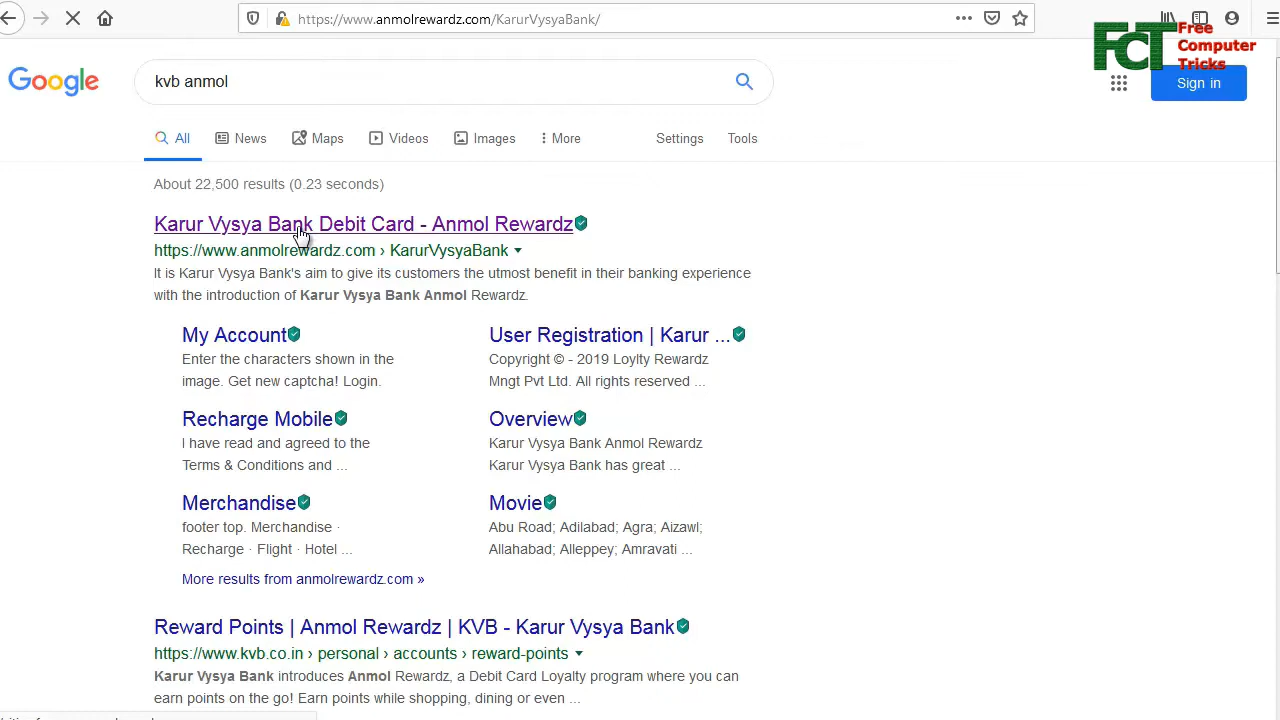 https://www.anmolrewardz.com/KarurVysyaBank/
FCT Free
Computer
Tricks
Google
kvb anmol
Sign in
All News Maps Videos Images More Settings Tools
About 22,500 results (0.23 seconds)
Karur Vysya Bank Debit Card - Anmol Rewardz
https://www.anmolrewardz.com › KarurVysyaBank
It is Karur Vysya Bank's aim to give its customers the utmost benefit in their banking experience
with the introduction of Karur Vysya Bank Anmol Rewardz.
My Account
Enter the characters shown in the
image. Get new captcha! Login.
User Registration | Karur ...
Copyright © - 2019 Loylty Rewardz
Mngt Pvt Ltd. All rights reserved ...
Recharge Mobile
I have read and agreed to the
Terms & Conditions and ...
Overview
Karur Vysya Bank Anmol Rewardz
Karur Vysya Bank has great ...
Merchandise
footer top. Merchandise ·
Recharge · Flight · Hotel ...
Movie
Abu Road; Adilabad; Agra; Aizawl;
Allahabad; Alleppey; Amravati ...
More results from anmolrewardz.com »
Reward Points | Anmol Rewardz | KVB - Karur Vysya Bank
https://www.kvb.co.in › personal › accounts › reward-points
Karur Vysya Bank introduces Anmol Rewardz, a Debit Card Loyalty program where you can
earn points on the go! Earn points while shopping, dining or even ...